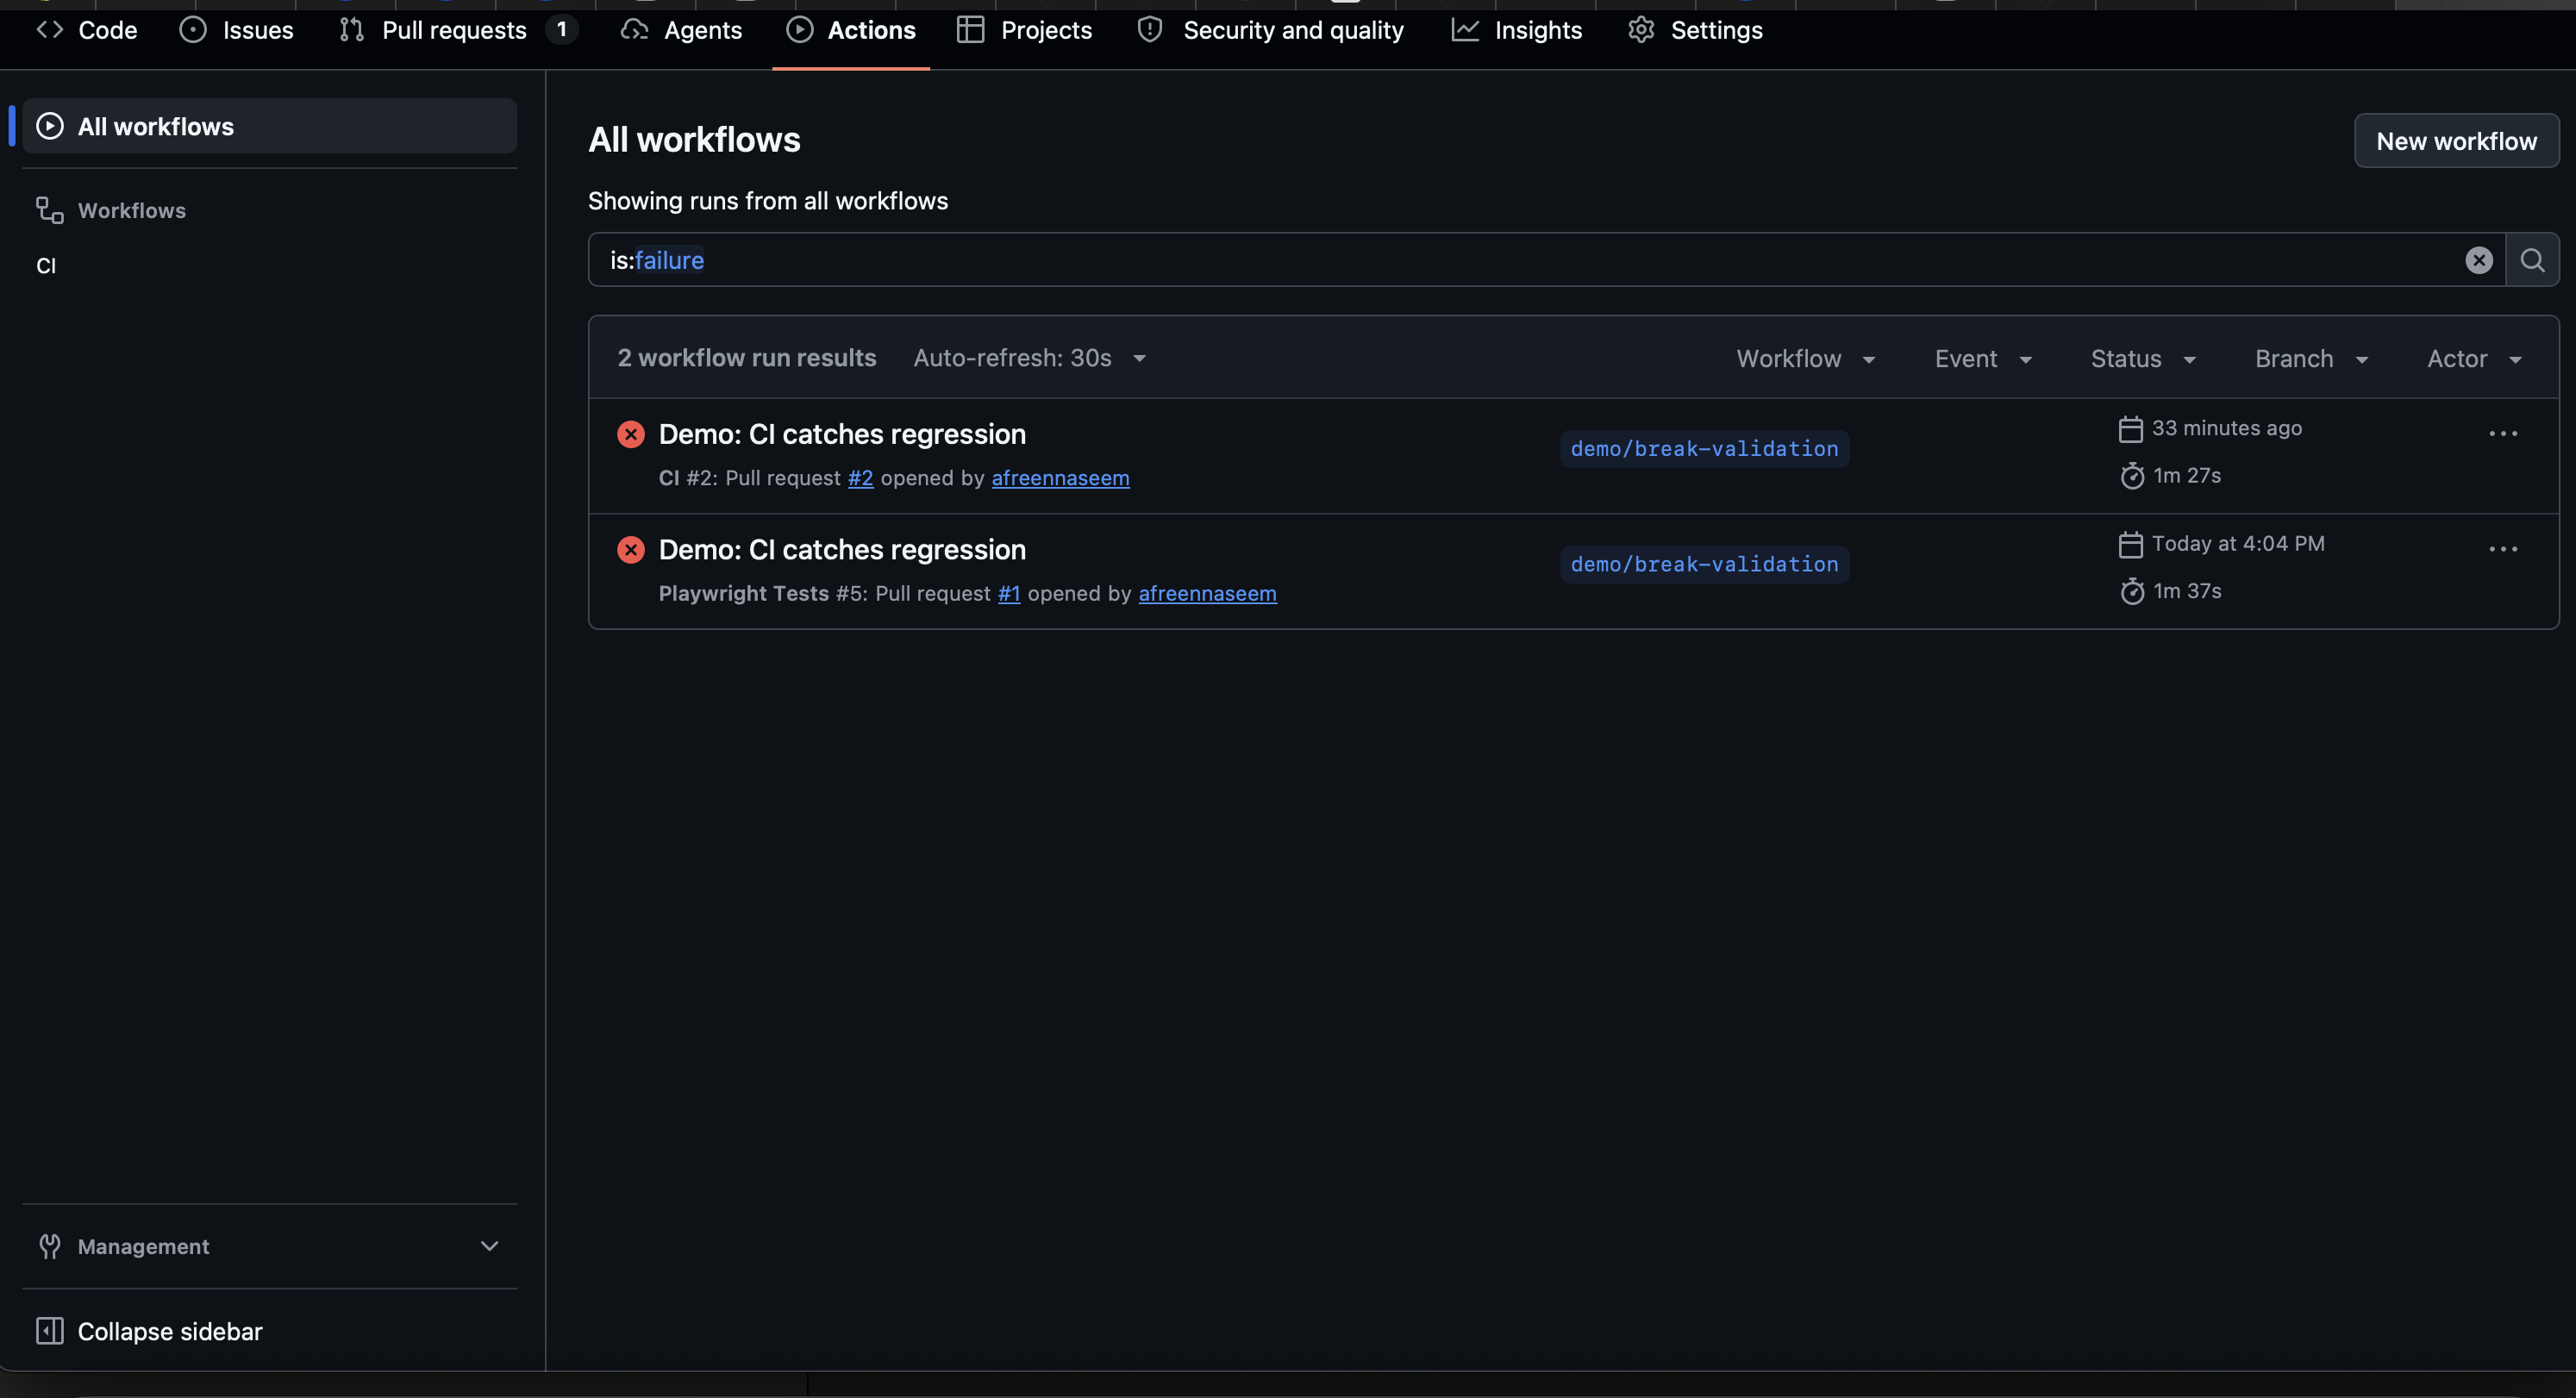 Code Issues Pull requests 1 Agents Actions Projects Security and quality Insights Settings
All workflows
Workflows
CI
Management
Collapse sidebar
All workflows
New workflow
Showing runs from all workflows
is:failure
2 workflow run results Auto-refresh: 30s Workflow Event Status Branch Actor
Demo: CI catches regression
CI #2: Pull request #2 opened by afreennaseem
demo/break-validation
33 minutes ago
1m 27s
Demo: CI catches regression
Playwright Tests #5: Pull request #1 opened by afreennaseem
demo/break-validation
Today at 4:04 PM
1m 37s